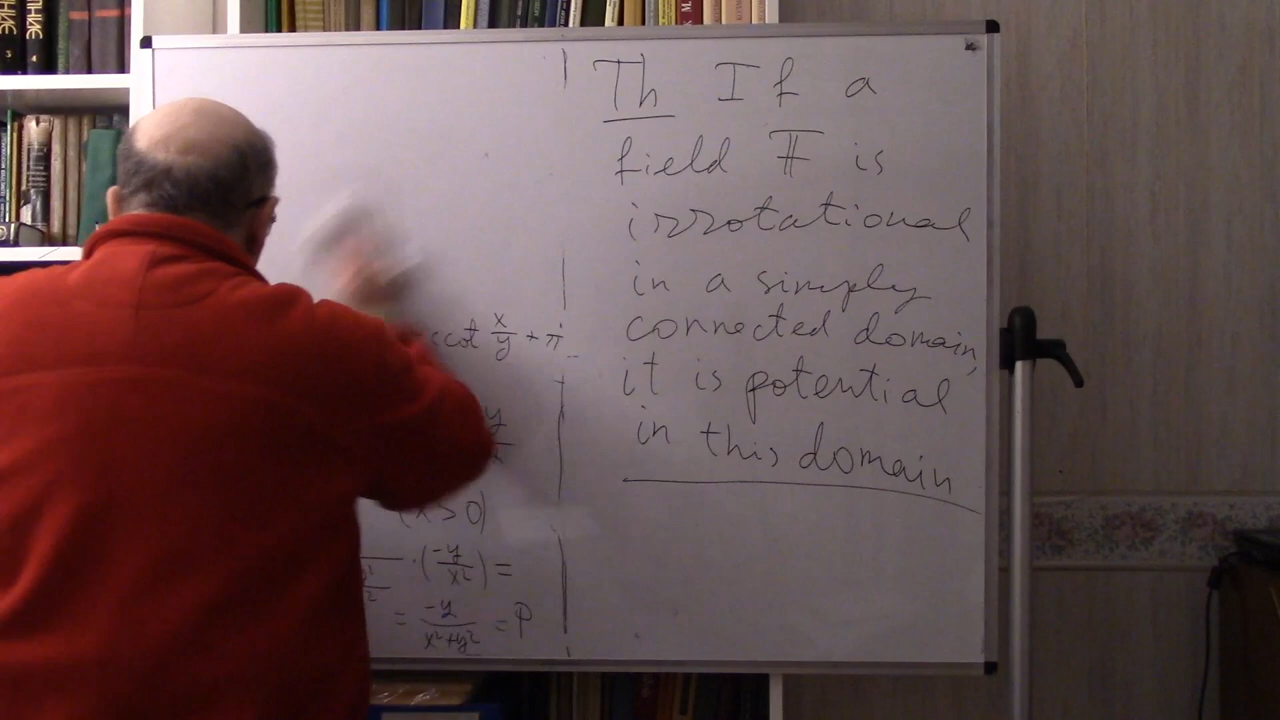 Th If a
field F is
irrotational
in a simply
connected domain,
it is potential
in this domain
ccot x/y + π
y
(x > 0)
· (-y/x²) =
= -y/(x²+y²) = P